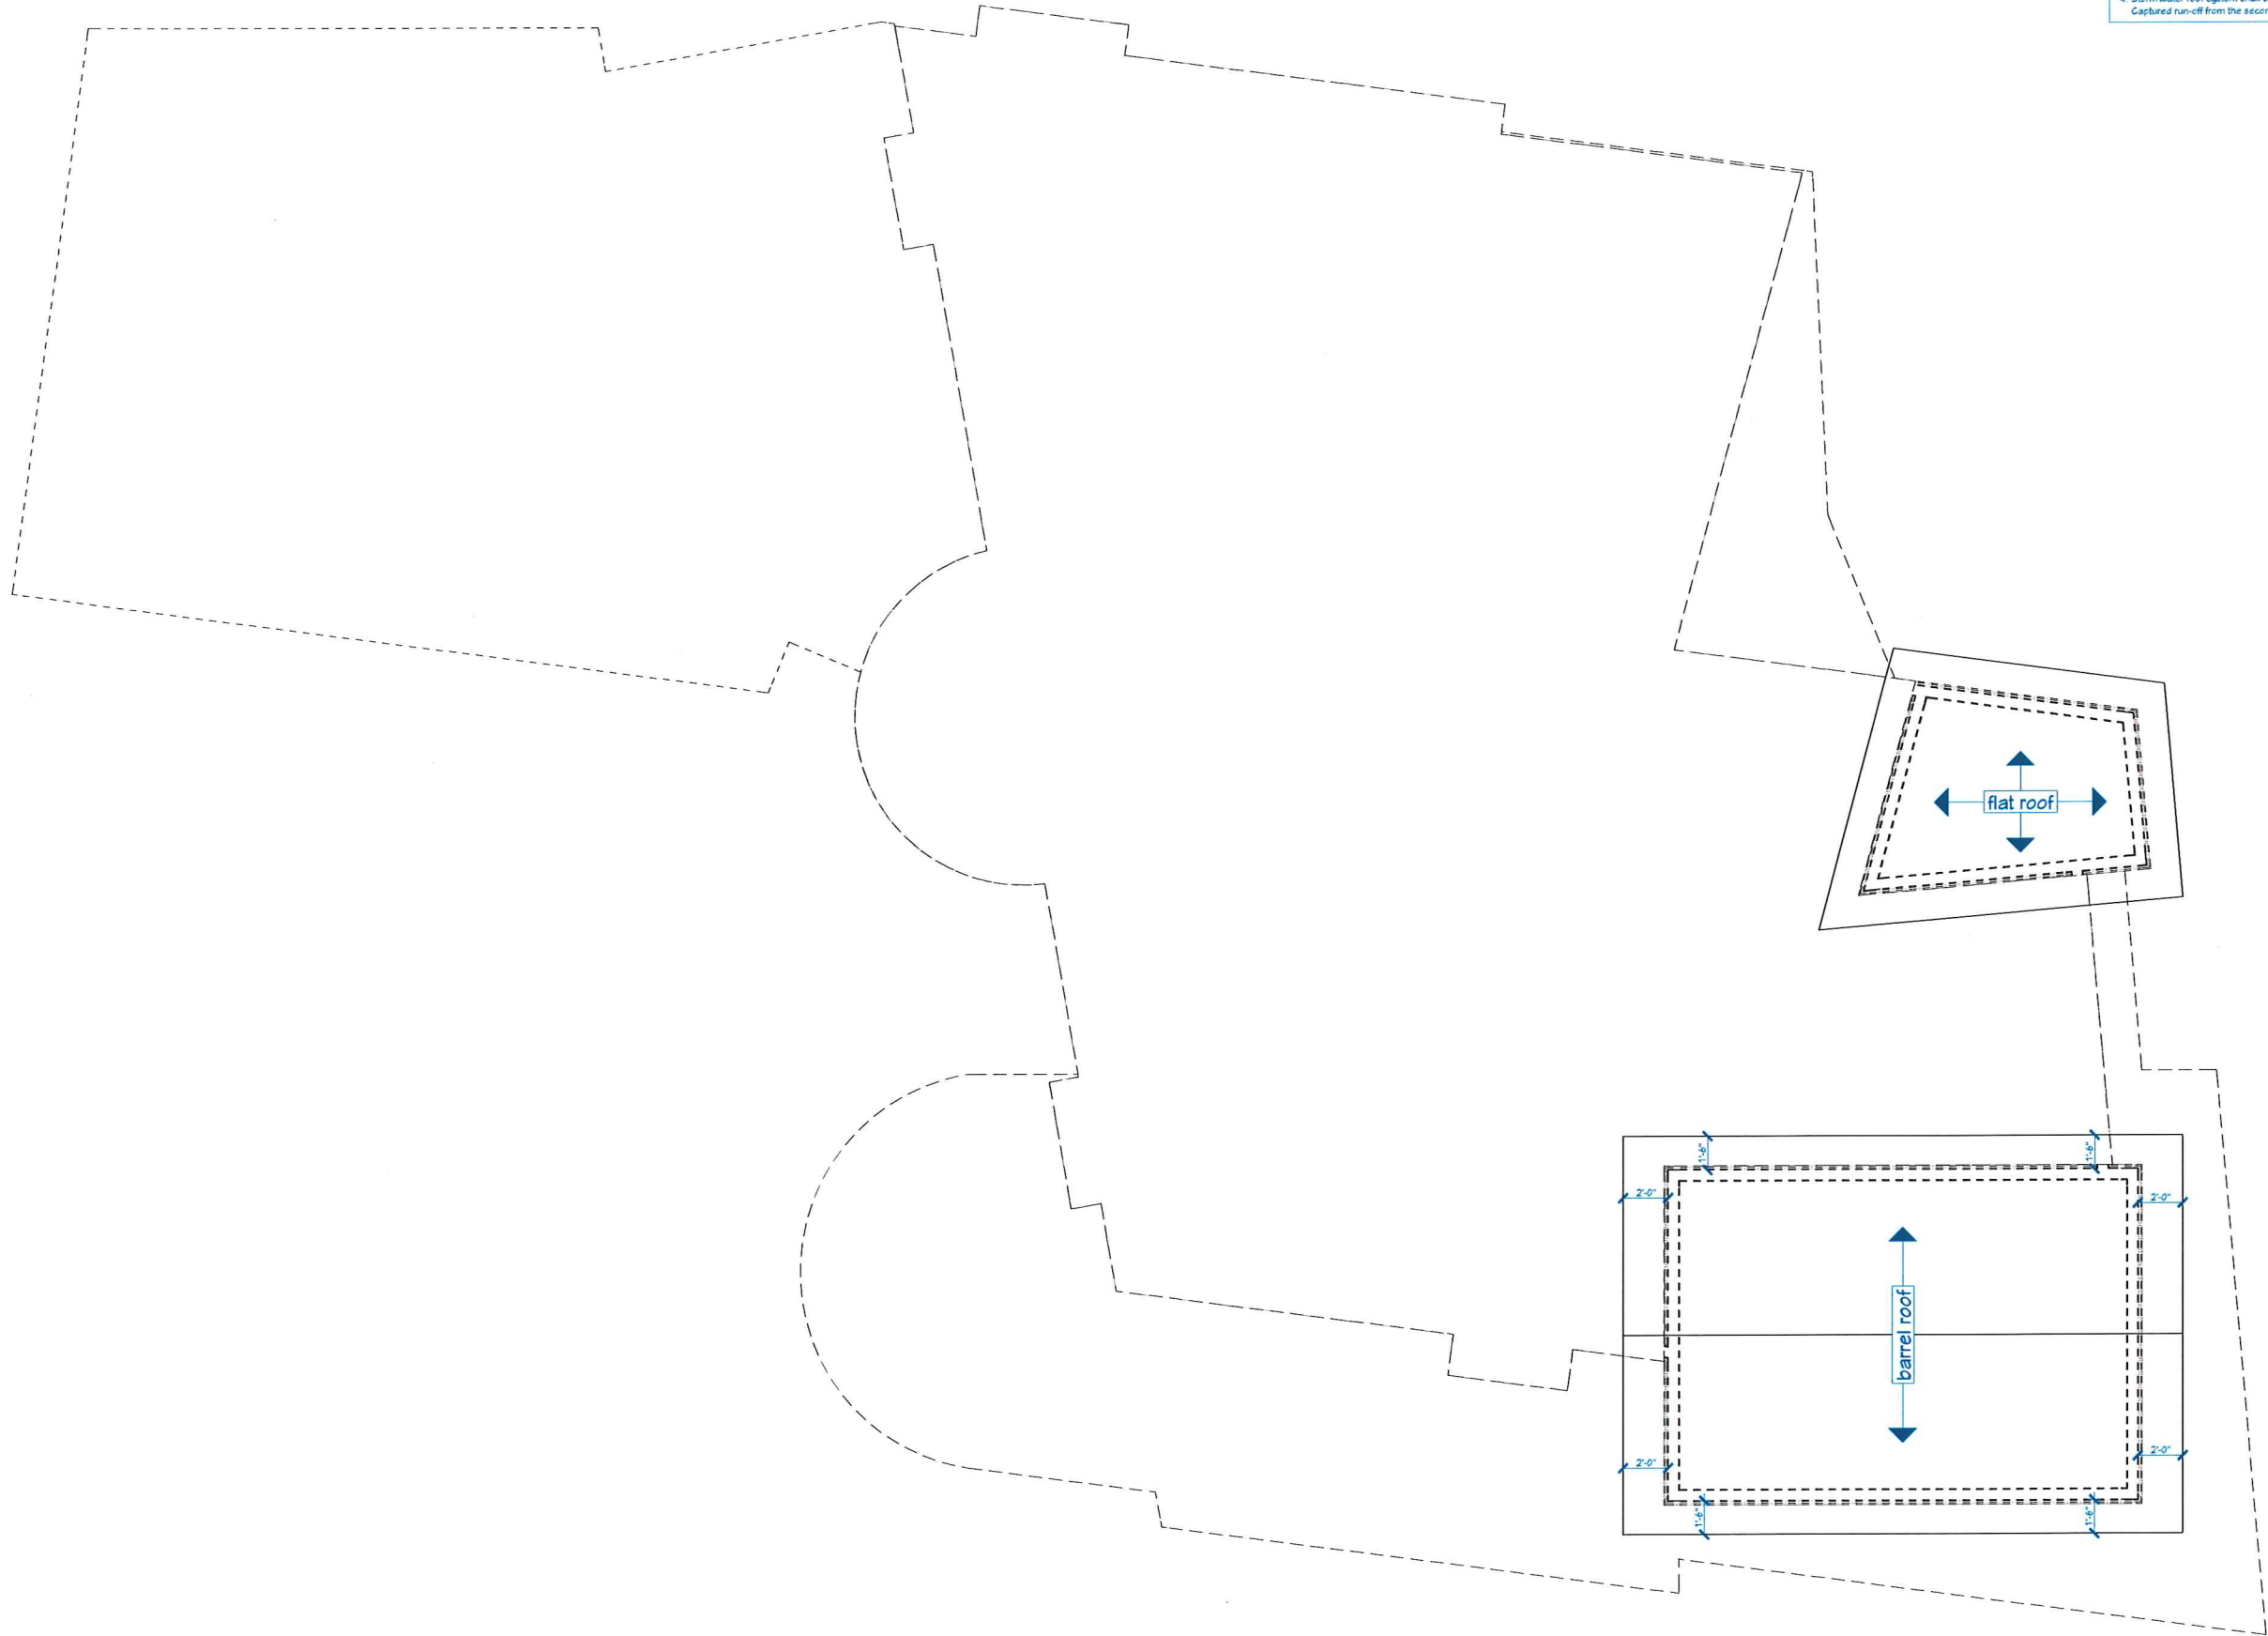 Captured run-off from the secon
flat roof
1'-6"
1'-6"
2'-0"
2'-0"
barrel roof
2'-0"
2'-0"
1'-6"
1'-6"